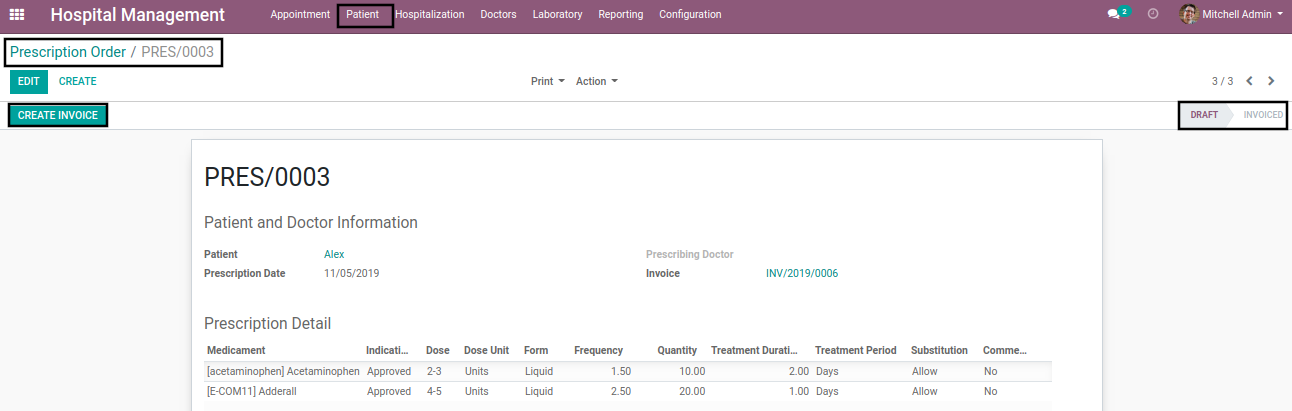 Hospital Management Appointment Patient Hospitalization Doctors Laboratory Reporting Configuration 2 Mitchell Admin
Prescription Order / PRES/0003
EDIT CREATE Print Action 3 / 3
CREATE INVOICE DRAFT INVOICED
PRES/0003
Patient and Doctor Information
Patient Alex Prescribing Doctor
Prescription Date 11/05/2019 Invoice INV/2019/0006
Prescription Detail
Medicament Indicati... Dose Dose Unit Form Frequency Quantity Treatment Durati... Treatment Period Substitution Comme...
[acetaminophen] Acetaminophen Approved 2-3 Units Liquid 1.50 10.00 2.00 Days Allow No
[E-COM11] Adderall Approved 4-5 Units Liquid 2.50 20.00 1.00 Days Allow No